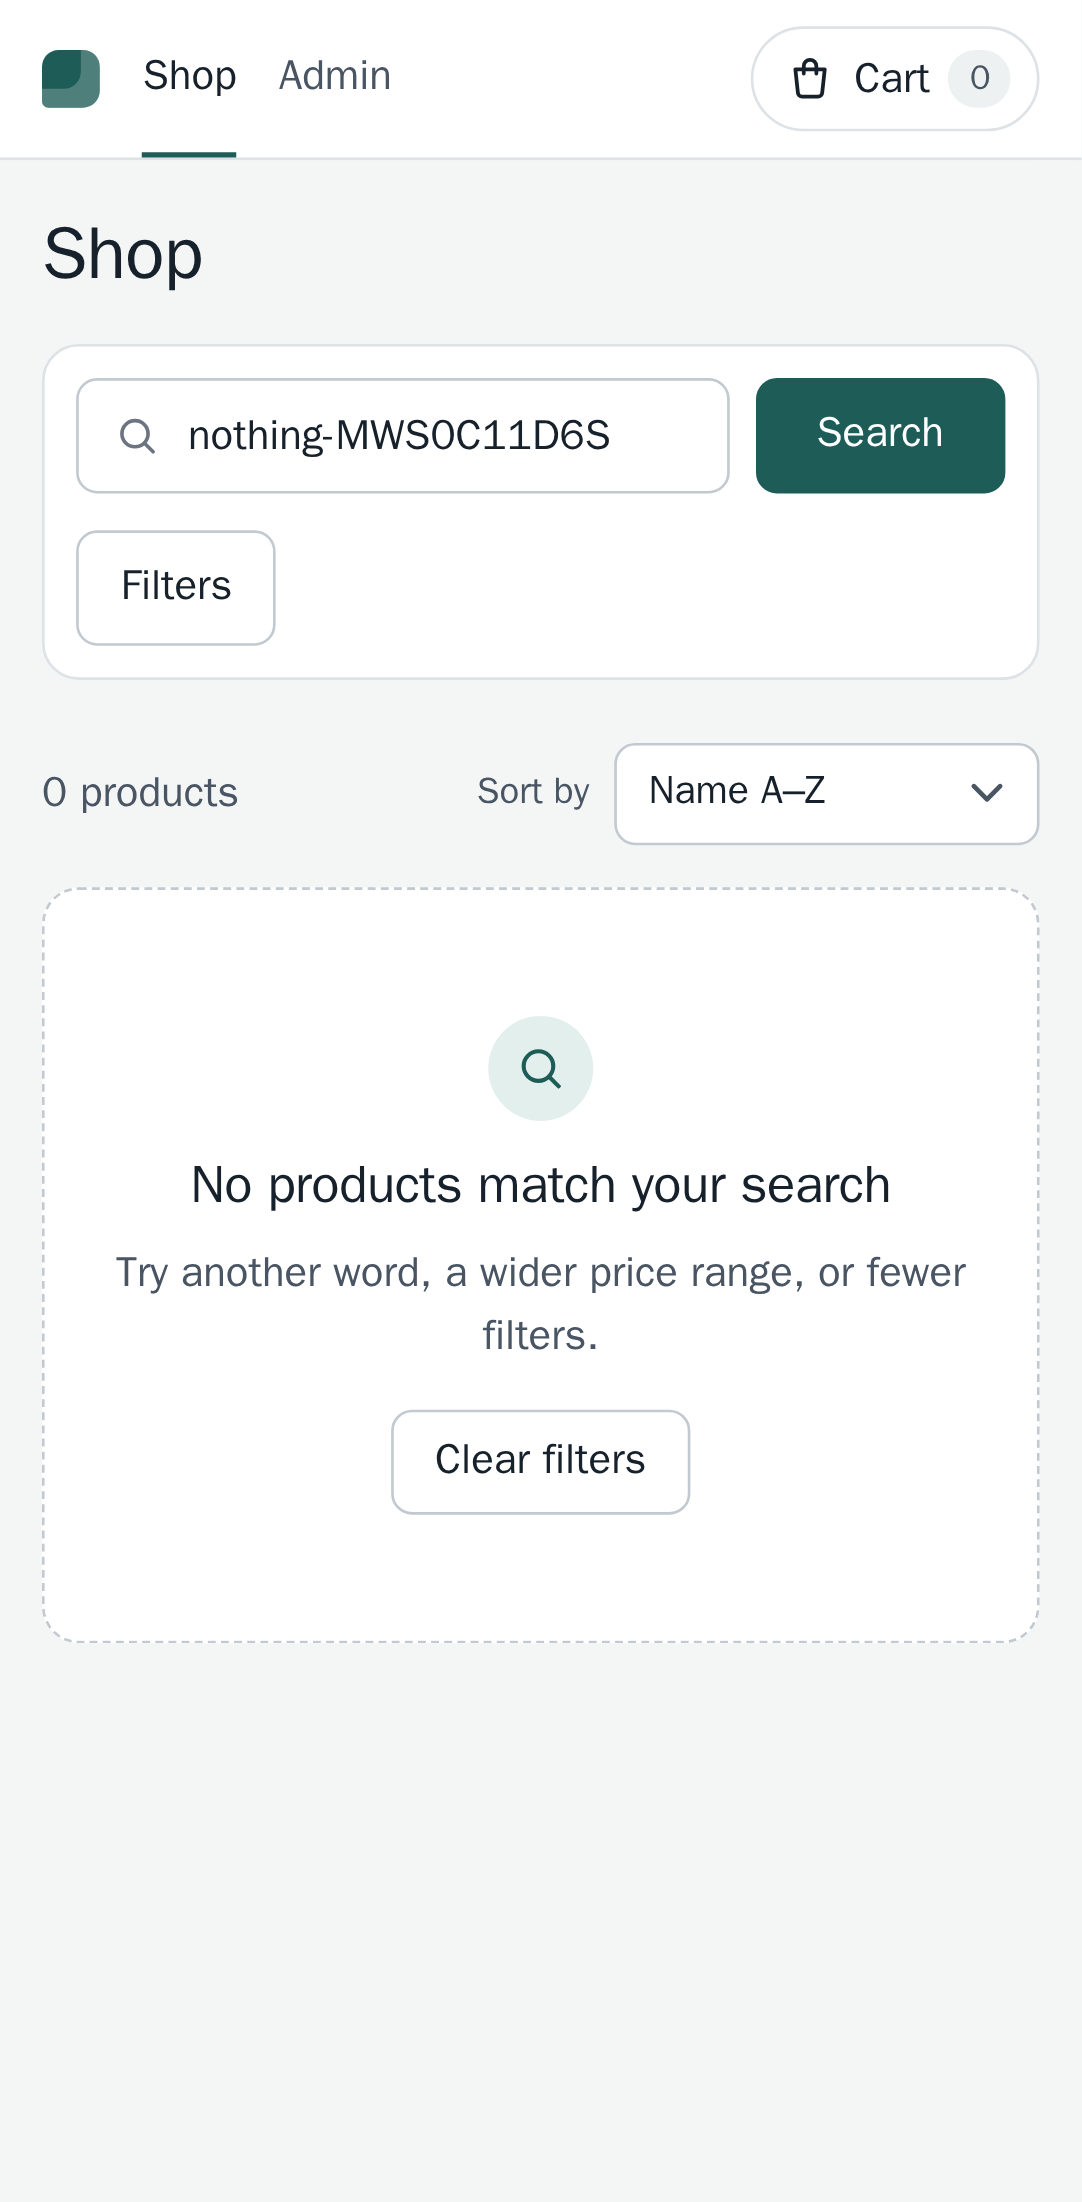 Shop Admin Cart 0
Shop
nothing-MWS0C11D6S Search
Filters
0 products Sort by Name A–Z
No products match your search
Try another word, a wider price range, or fewer
filters.
Clear filters